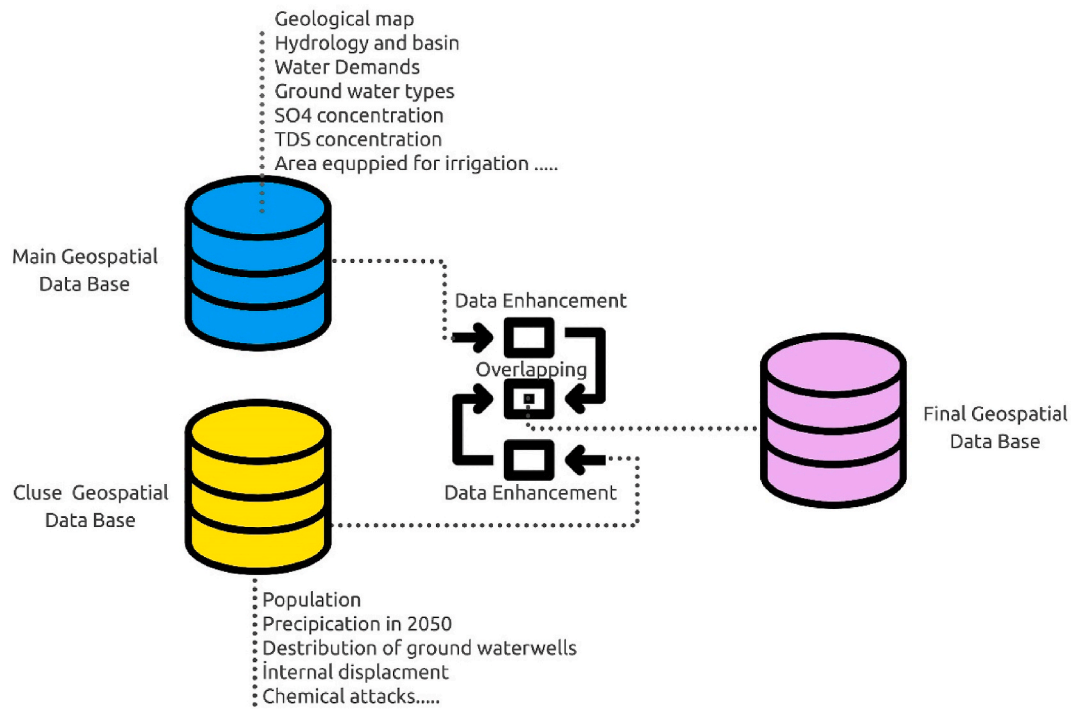 Geological map
Hydrology and basin
Water Demands
Ground water types
SO4 concentration
TDS concentration
Area equppied for irrigation .....
Main Geospatial
Data Base
Data Enhancement
Overlapping
Data Enhancement
Final Geospatial
Data Base
Cluse Geospatial
Data Base
Population
Precipication in 2050
Destribution of ground waterwells
İnternal displacment
Chemical attacks.....